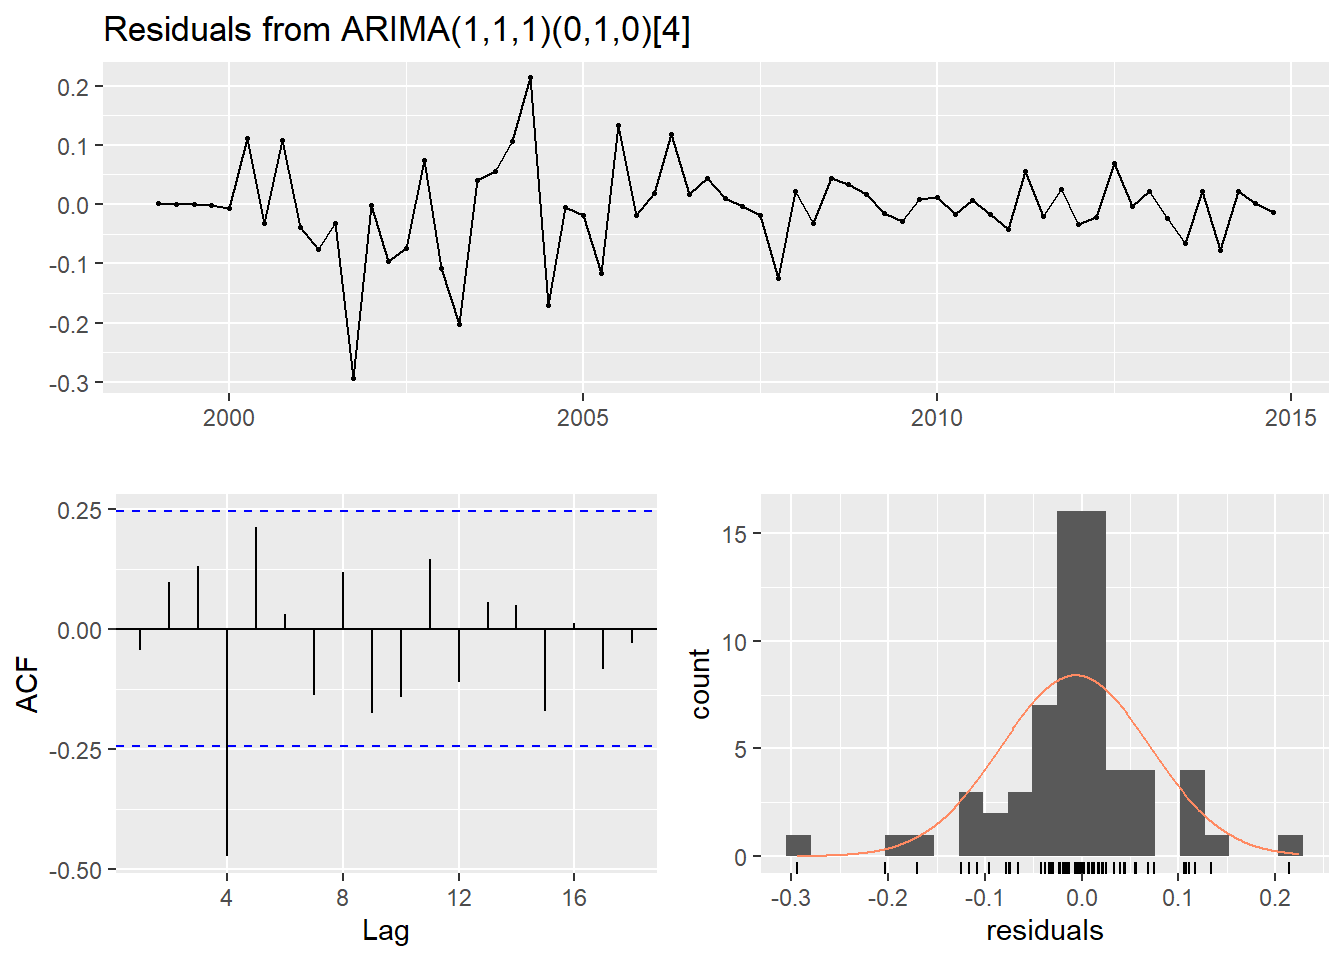 Residuals from ARIMA(1,1,1)(0,1,0)[4]
0.2
0.1
0.0
-0.1
-0.2
-0.3
2000 2005 2010 2015
ACF
0.25
0.00
-0.25
-0.50
4 8 12 16
Lag
count
15
10
5
0
-0.3 -0.2 -0.1 0.0 0.1 0.2
residuals